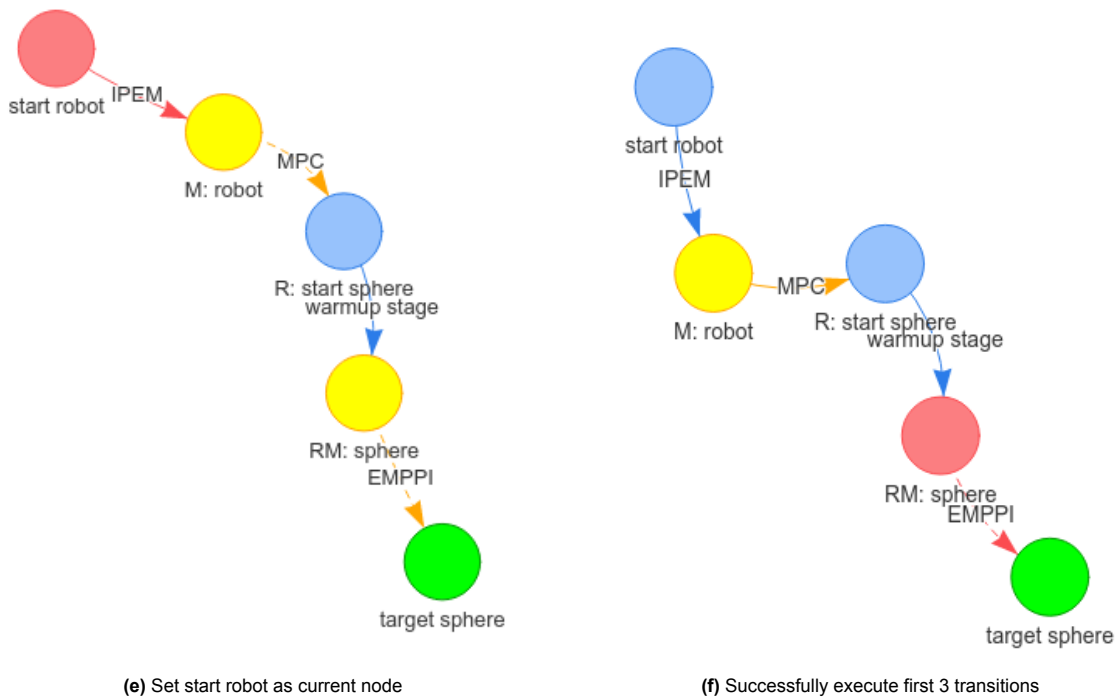 IPEM
start robot
MPC
M: robot
R: start sphere
warmup stage
RM: sphere
EMPPI
target sphere
(e) Set start robot as current node
start robot
IPEM
MPC
M: robot
R: start sphere
warmup stage
RM: sphere
EMPPI
target sphere
(f) Successfully execute first 3 transitions